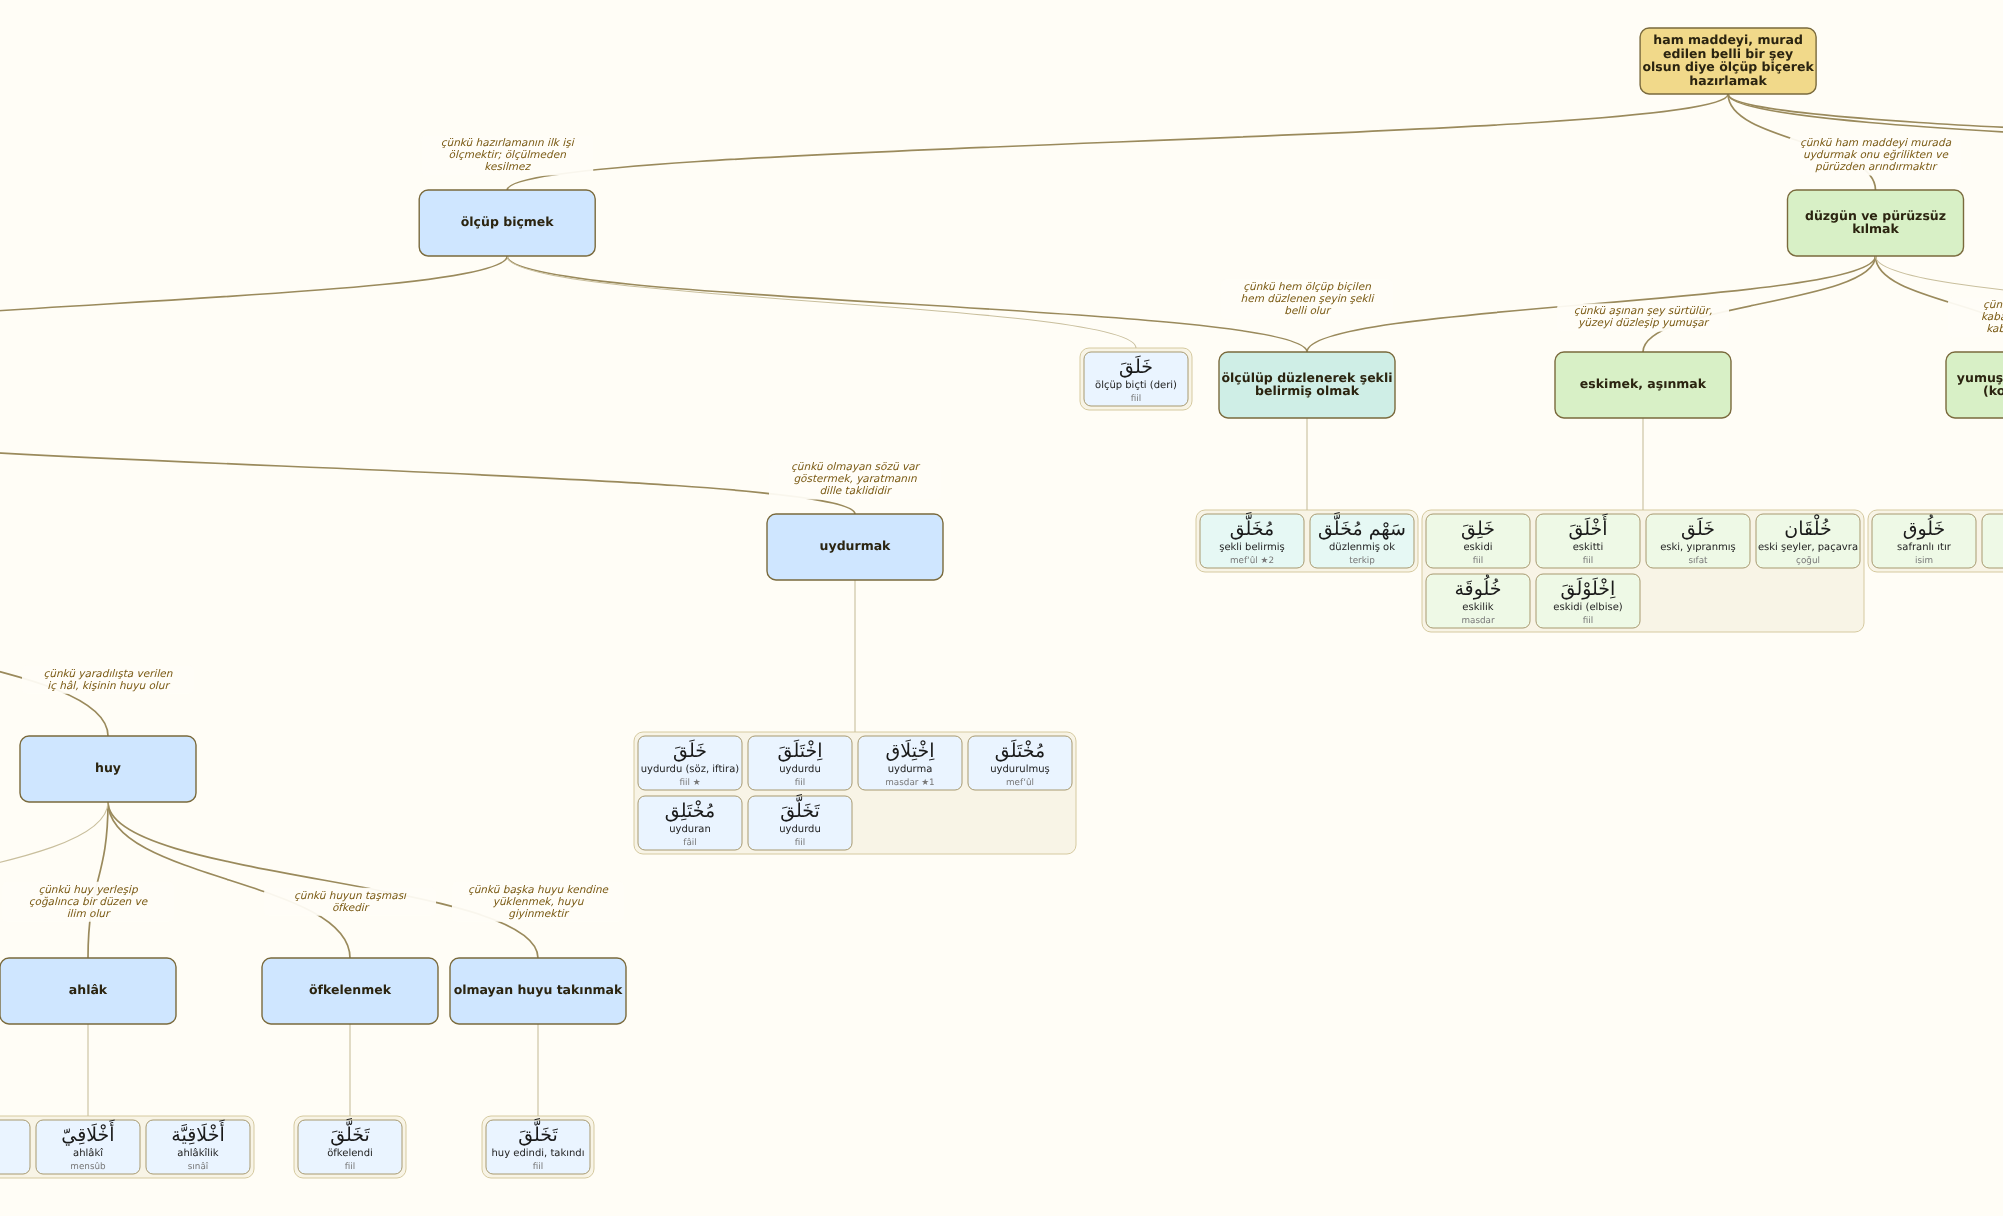 ham maddeyi, murad
edilen belli bir şey
olsun diye ölçüp biçerek
hazırlamak
çünkü hazırlamanın ilk işi
ölçmektir; ölçülmeden
kesilmez
çünkü ham maddeyi murada
uydurmak onu eğrilikten ve
pürüzden arındırmaktır
ölçüp biçmek
düzgün ve pürüzsüz
kılmak
çünkü hem ölçüp biçilen
hem düzlenen şeyin şekli
belli olur
çünkü aşınan şey sürtülür,
yüzeyi düzleşip yumuşar
خَلَقَ
ölçüp biçti (deri)
fiil
ölçülüp düzlenerek şekli
belirmiş olmak
eskimek, aşınmak
çünkü olmayan sözü var
göstermek, yaratmanın
dille taklididir
uydurmak
مُخَلَّق
şekli belirmiş
mef'ûl ★2
سَهْم مُخَلَّق
düzlenmiş ok
terkip
خَلِقَ
eskidi
fiil
أَخْلَقَ
eskitti
fiil
خَلَق
eski, yıpranmış
sıfat
خُلْقَان
eski şeyler, paçavra
çoğul
خَلُوق
safranlı ıtır
isim
خُلُوقَة
eskilik
masdar
اِخْلَوْلَقَ
eskidi (elbise)
fiil
çünkü yaradılışta verilen
iç hâl, kişinin huyu olur
huy
خَلَقَ
uydurdu (söz, iftira)
fiil ★
اِخْتَلَقَ
uydurdu
fiil
اِخْتِلَاق
uydurma
masdar ★1
مُخْتَلَق
uydurulmuş
mef'ûl
مُخْتَلِق
uyduran
fâil
تَخَلَّقَ
uydurdu
fiil
çünkü huy yerleşip
çoğalınca bir düzen ve
ilim olur
çünkü huyun taşması
öfkedir
çünkü başka huyu kendine
yüklenmek, huyu
giyinmektir
ahlâk
öfkelenmek
olmayan huyu takınmak
أَخْلَاقِيّ
ahlâkî
mensûb
أَخْلَاقِيَّة
ahlâkîlik
sınâî
تَخَلَّقَ
öfkelendi
fiil
تَخَلَّقَ
huy edindi, takındı
fiil